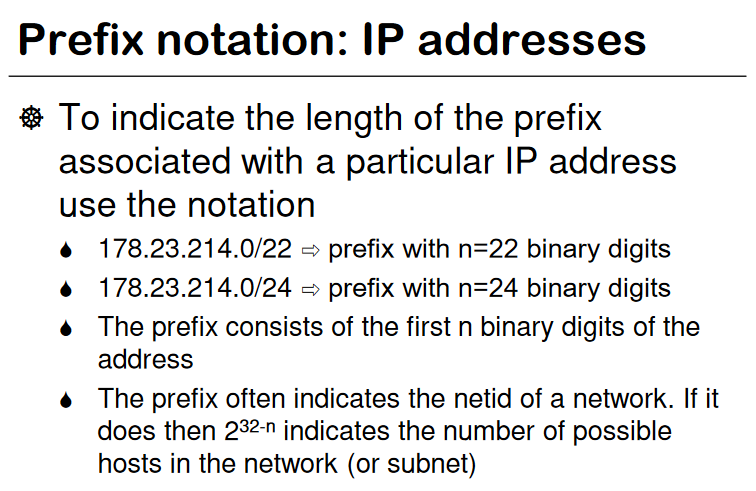 Prefix notation: IP addresses
To indicate the length of the prefix
associated with a particular IP address
use the notation
178.23.214.0/22 ⇨ prefix with n=22 binary digits
178.23.214.0/24 ⇨ prefix with n=24 binary digits
The prefix consists of the first n binary digits of the
address
The prefix often indicates the netid of a network. If it
does then 2³²⁻ⁿ indicates the number of possible
hosts in the network (or subnet)